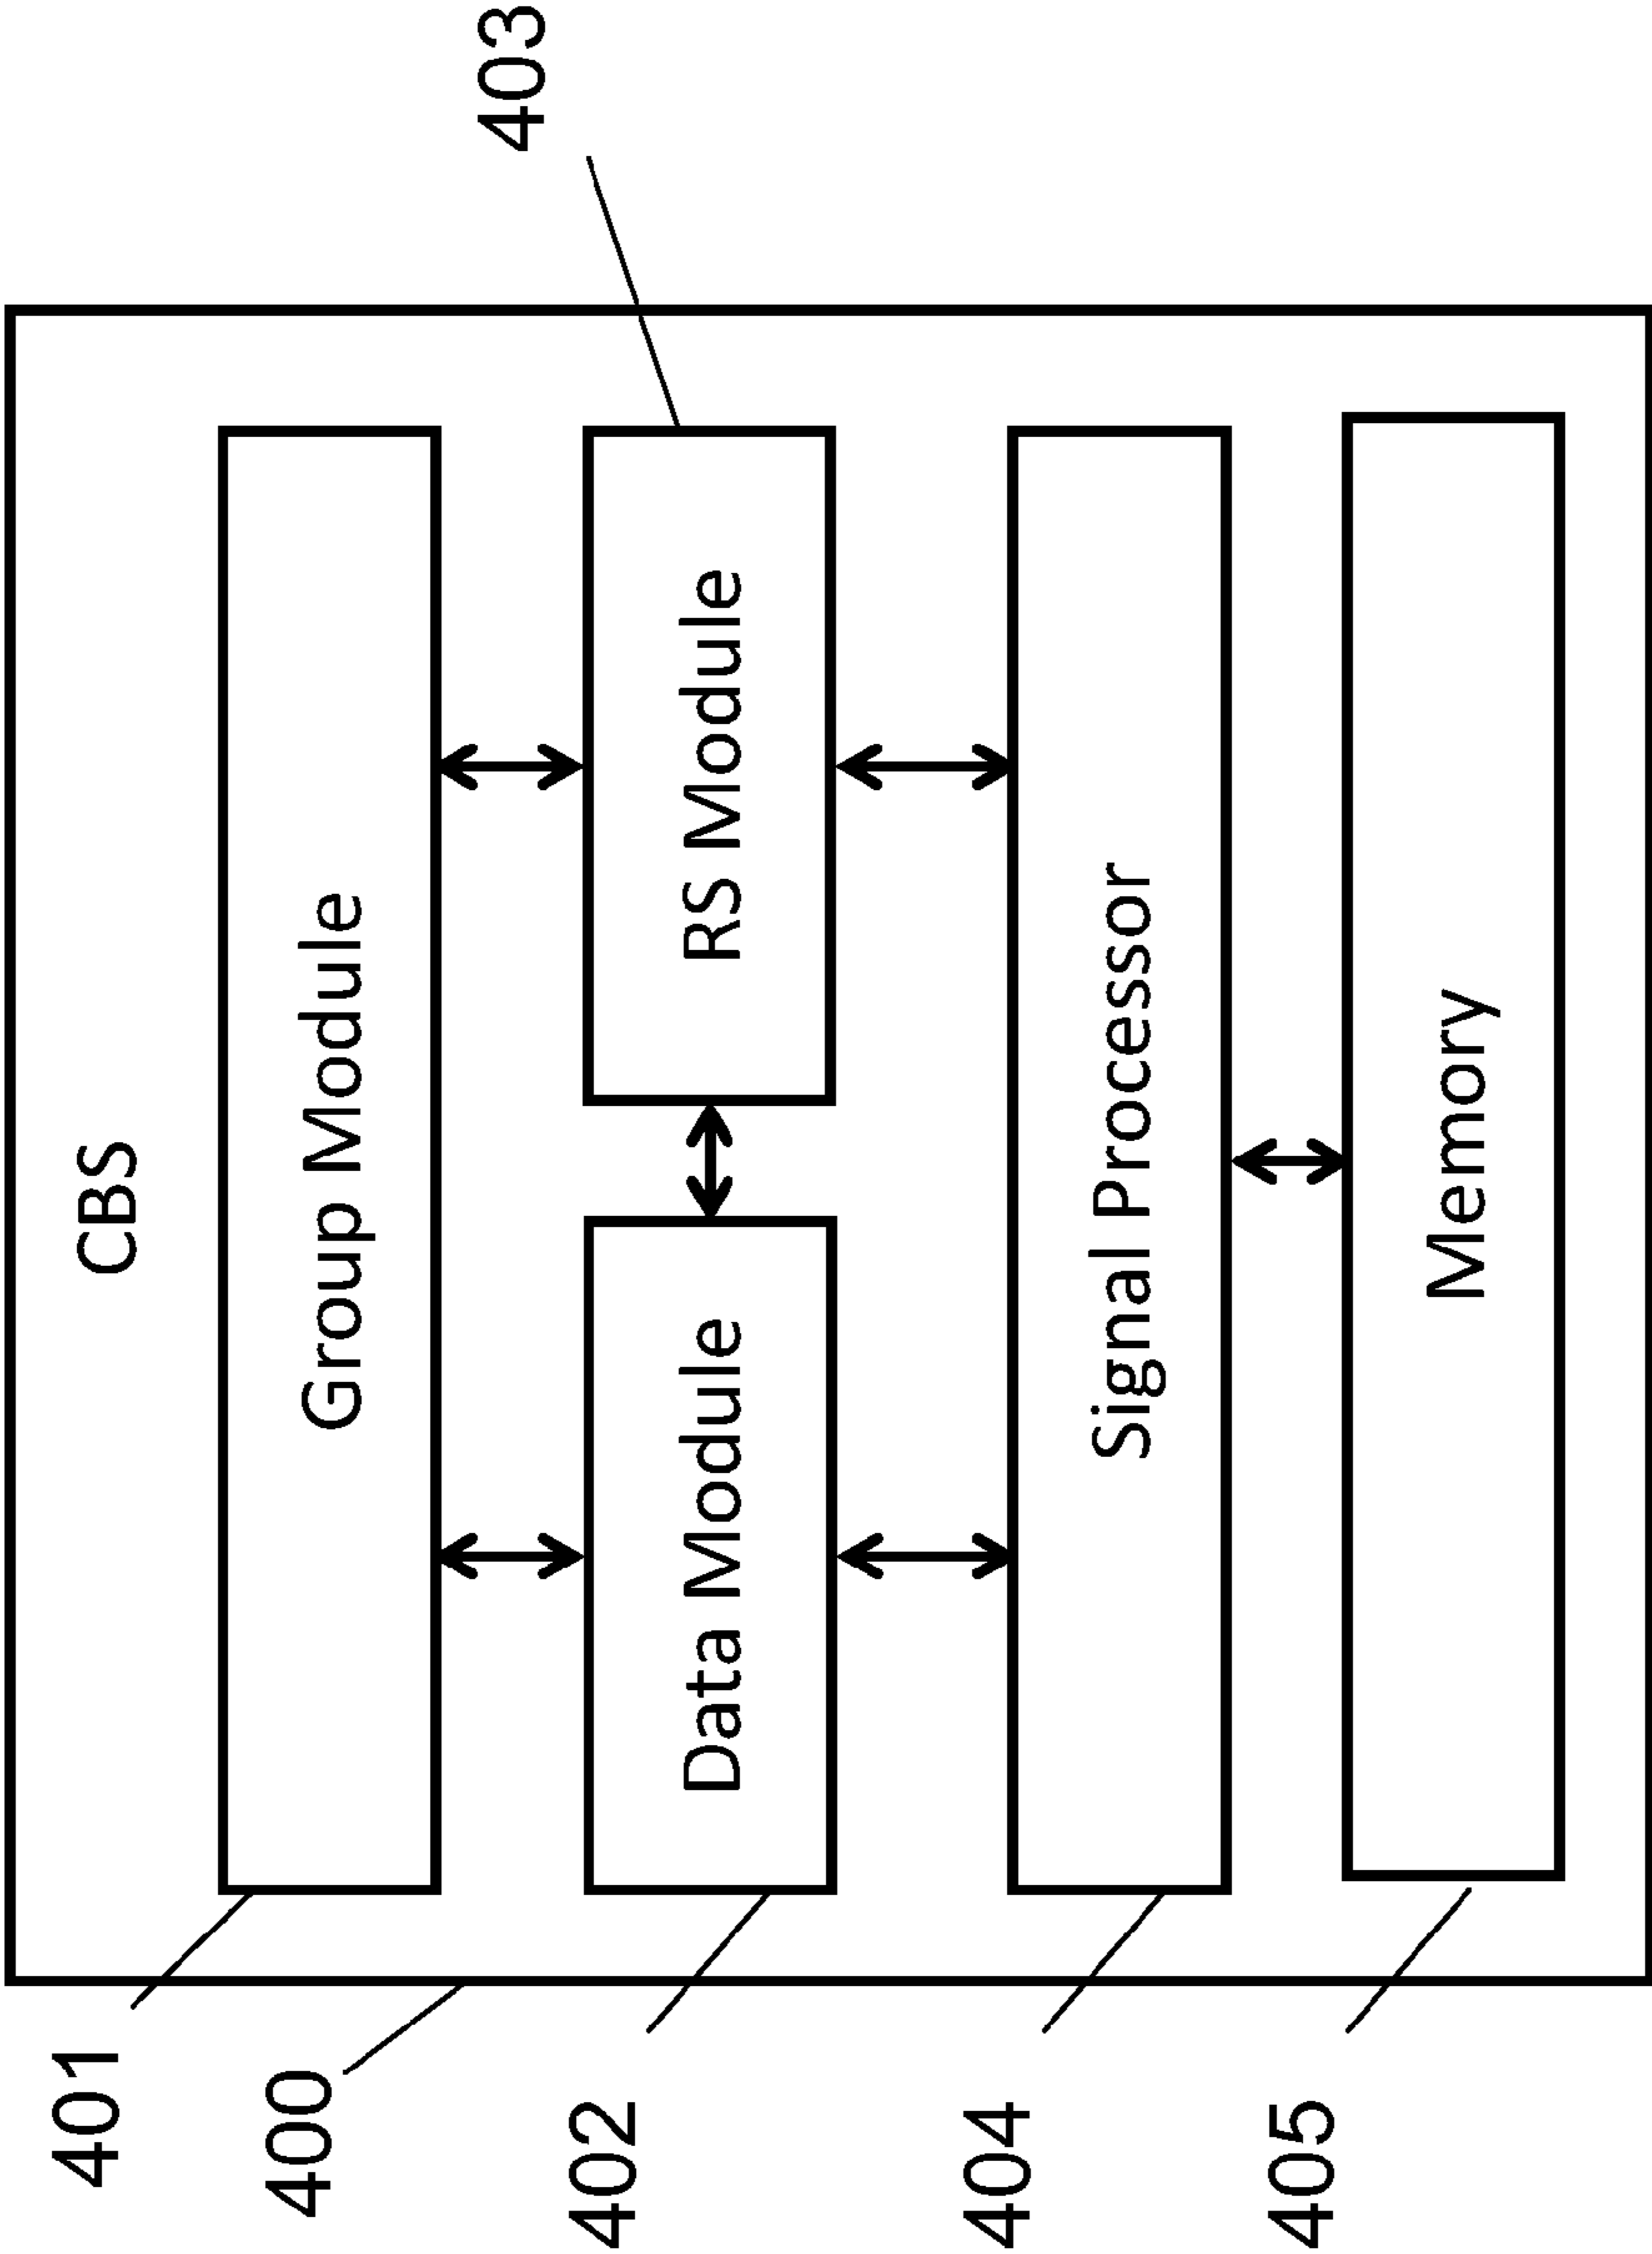 CBS
401
Group Module
400
402
Data Module
RS Module
403
404
Signal Processor
405
Memory